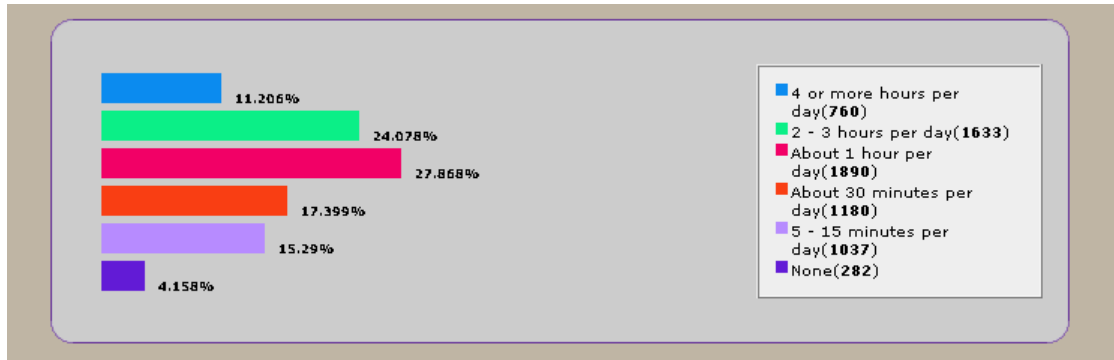 11.206%
24.078%
27.868%
17.399%
15.29%
4.158%
4 or more hours per
day(760)
2 - 3 hours per day(1633)
About 1 hour per
day(1890)
About 30 minutes per
day(1180)
5 - 15 minutes per
day(1037)
None(282)